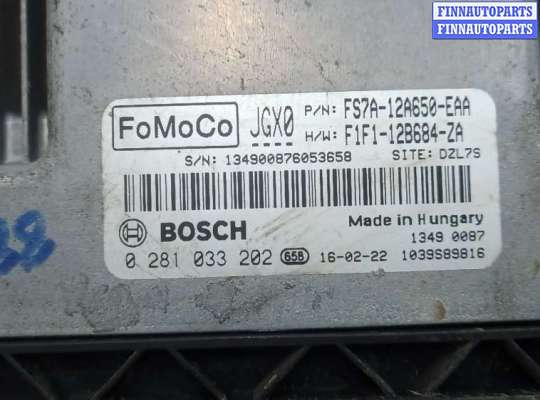 FINNAUTOPARTS
FINNAUTOPARTS
FoMoCo JGX0 P/N: FS7A-12A650-EAA
H/W: F1F1-12B684-ZA
S/N: 134900876053658 SITE: DZL7S
BOSCH Made in Hungary
1349 0087
0 281 033 202 658 16-02-22 1039S89816